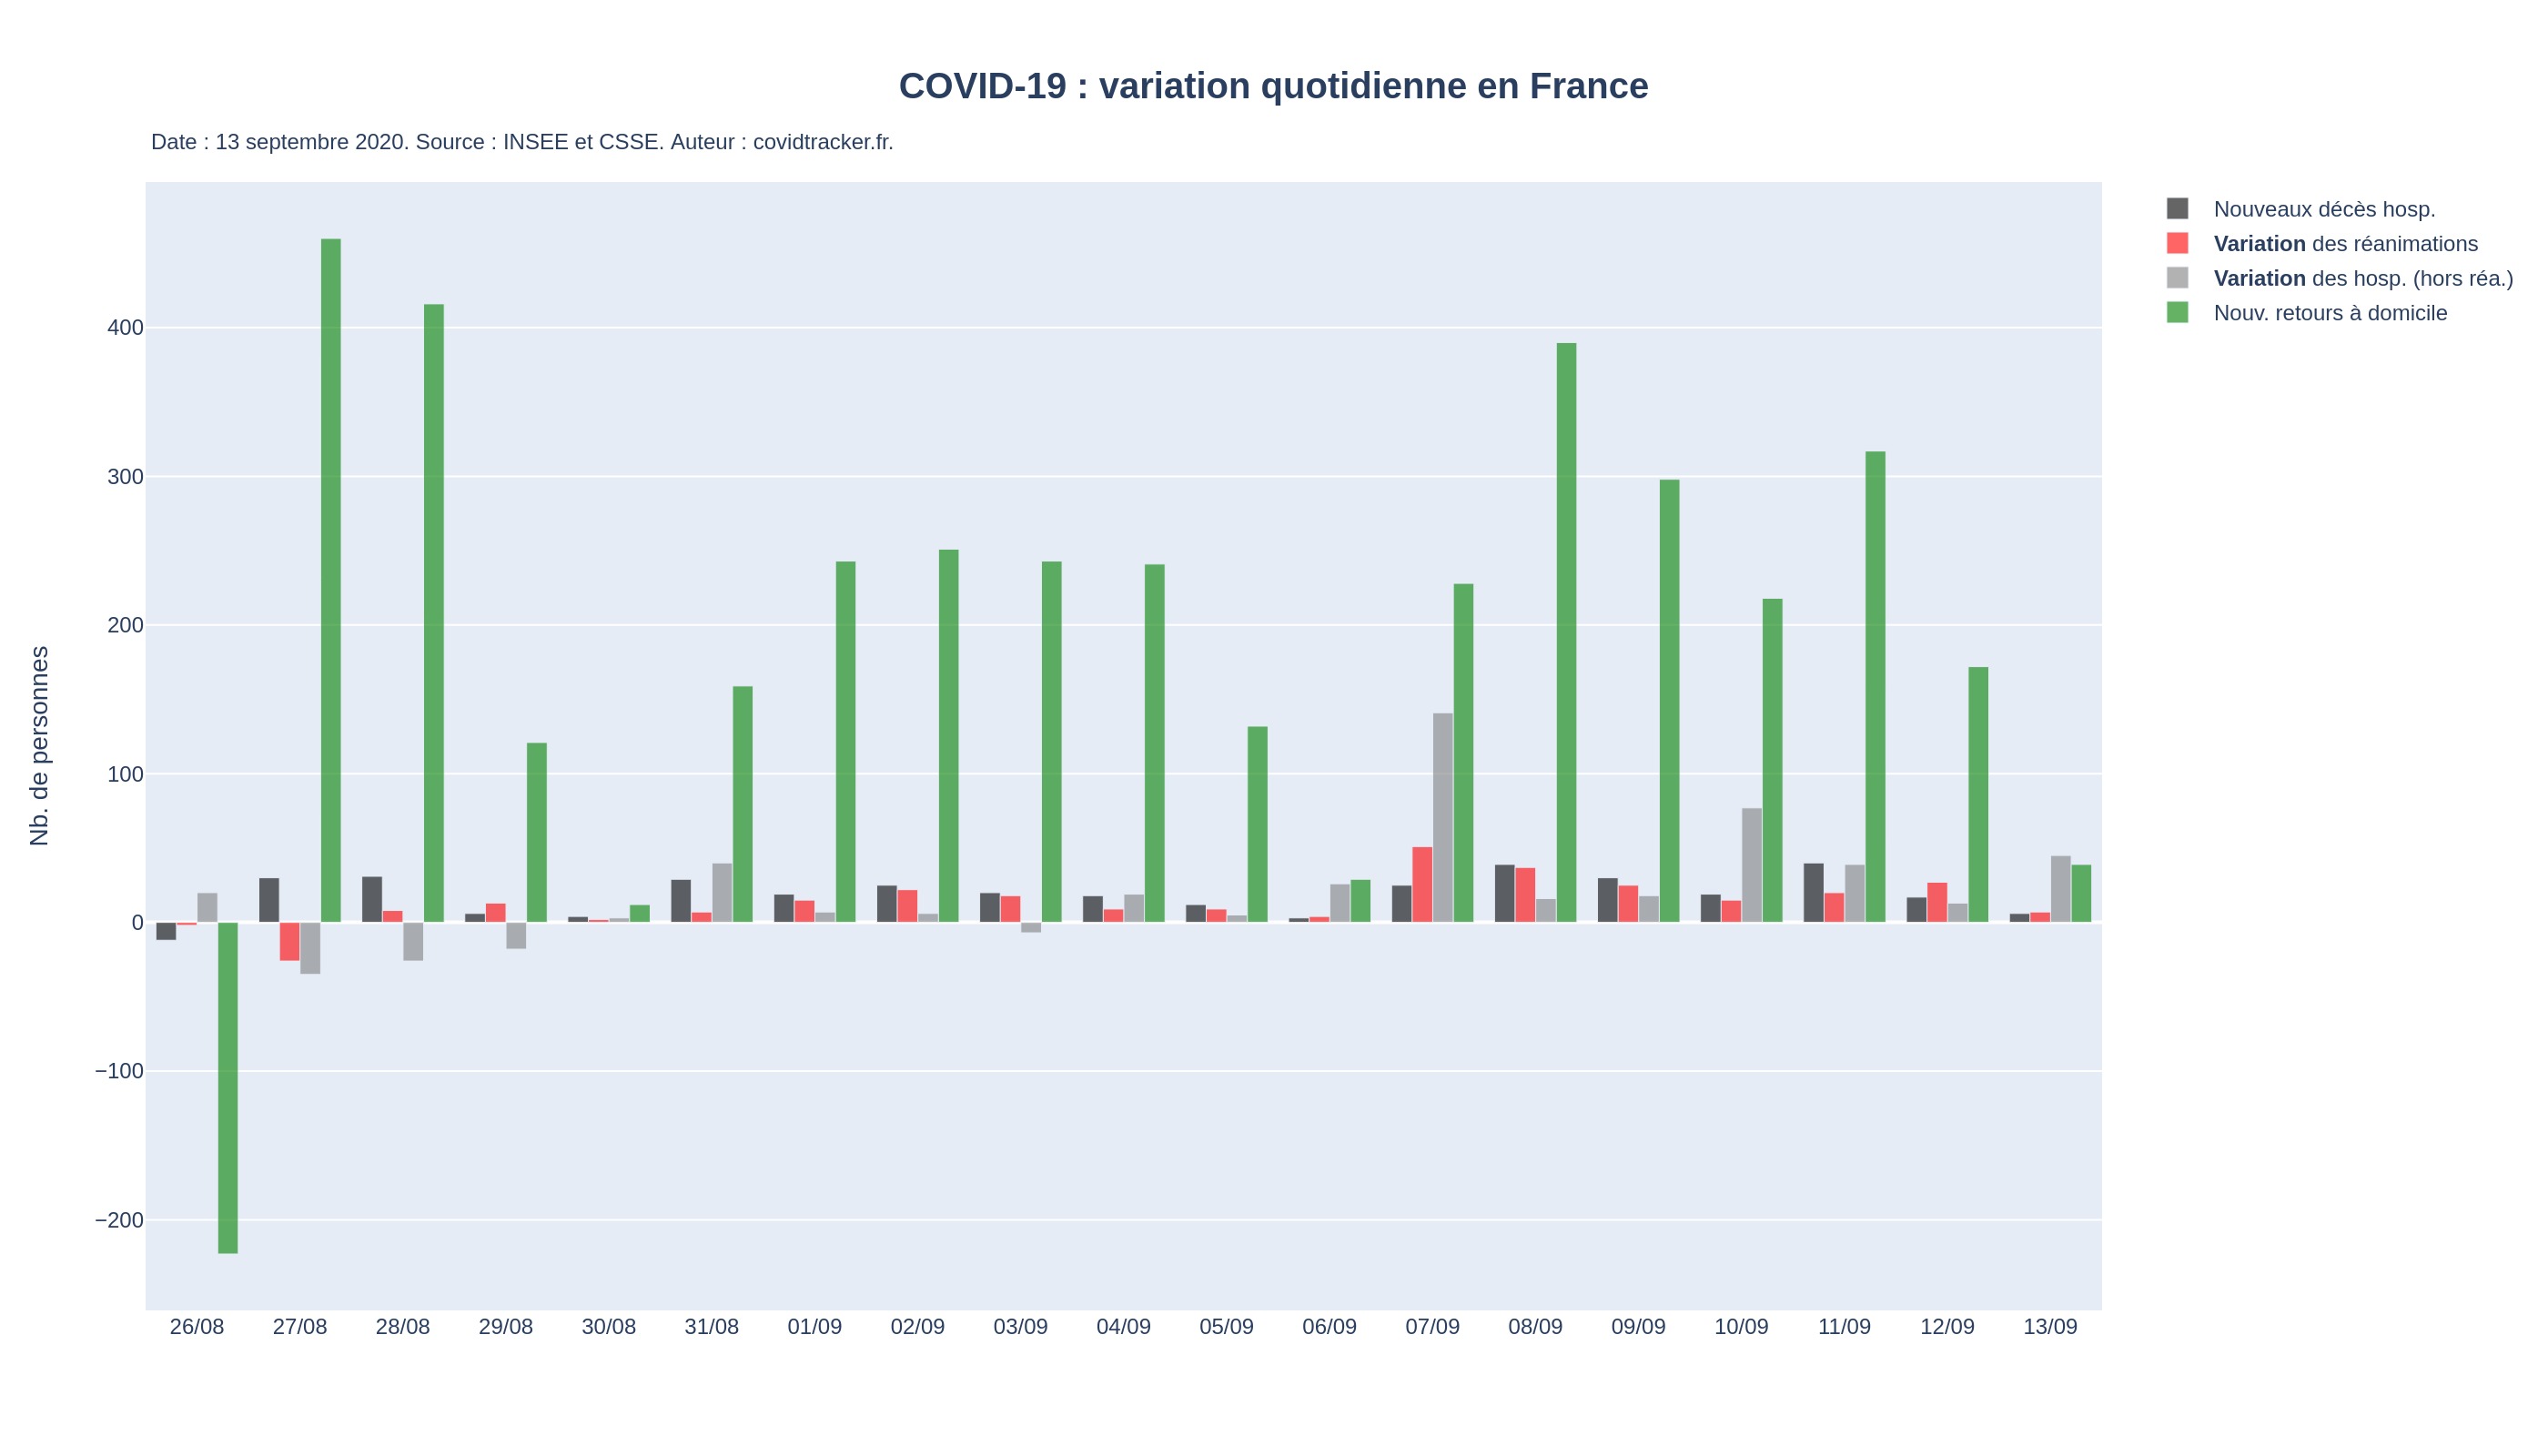 COVID-19 : variation quotidienne en France
Date : 13 septembre 2020. Source : INSEE et CSSE. Auteur : covidtracker.fr.
Nouveaux décès hosp.
Variation des réanimations
Variation des hosp. (hors réa.)
Nouv. retours à domicile
Nb. de personnes
400
300
200
100
0
−100
−200
26/08 27/08 28/08 29/08 30/08 31/08 01/09 02/09 03/09 04/09 05/09 06/09 07/09 08/09 09/09 10/09 11/09 12/09 13/09